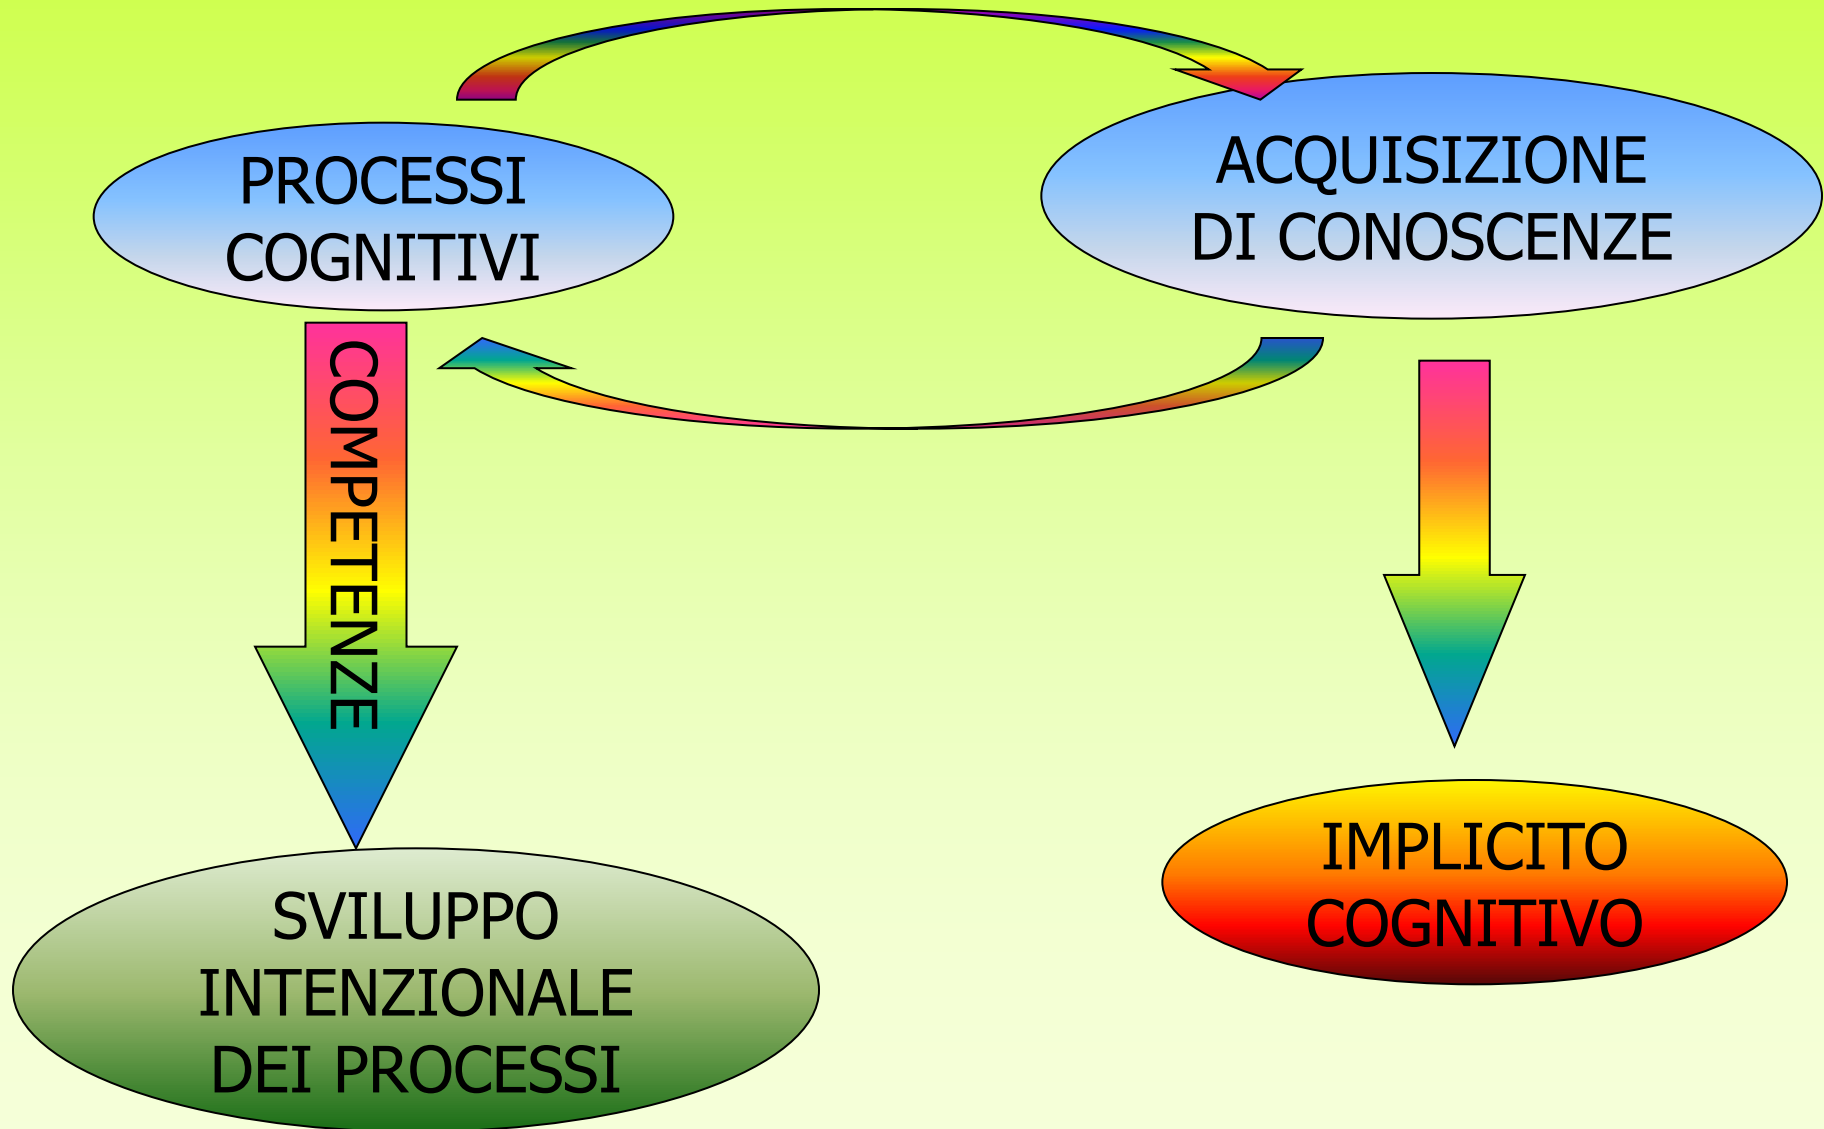 PROCESSI
COGNITIVI
ACQUISIZIONE
DI CONOSCENZE
COMPETENZE
SVILUPPO
INTENZIONALE
DEI PROCESSI
IMPLICITO
COGNITIVO